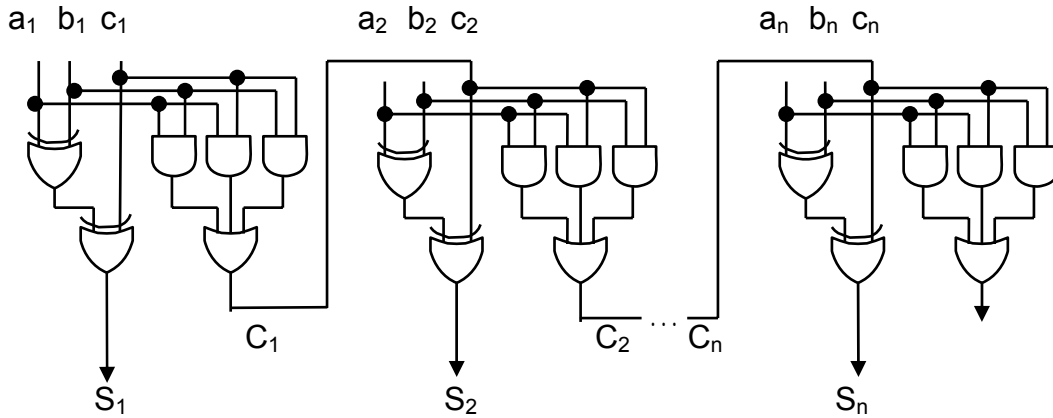 a₁ b₁ c₁ a₂ b₂ c₂ aₙ bₙ cₙ
C₁ C₂ ... Cₙ
S₁ S₂ Sₙ